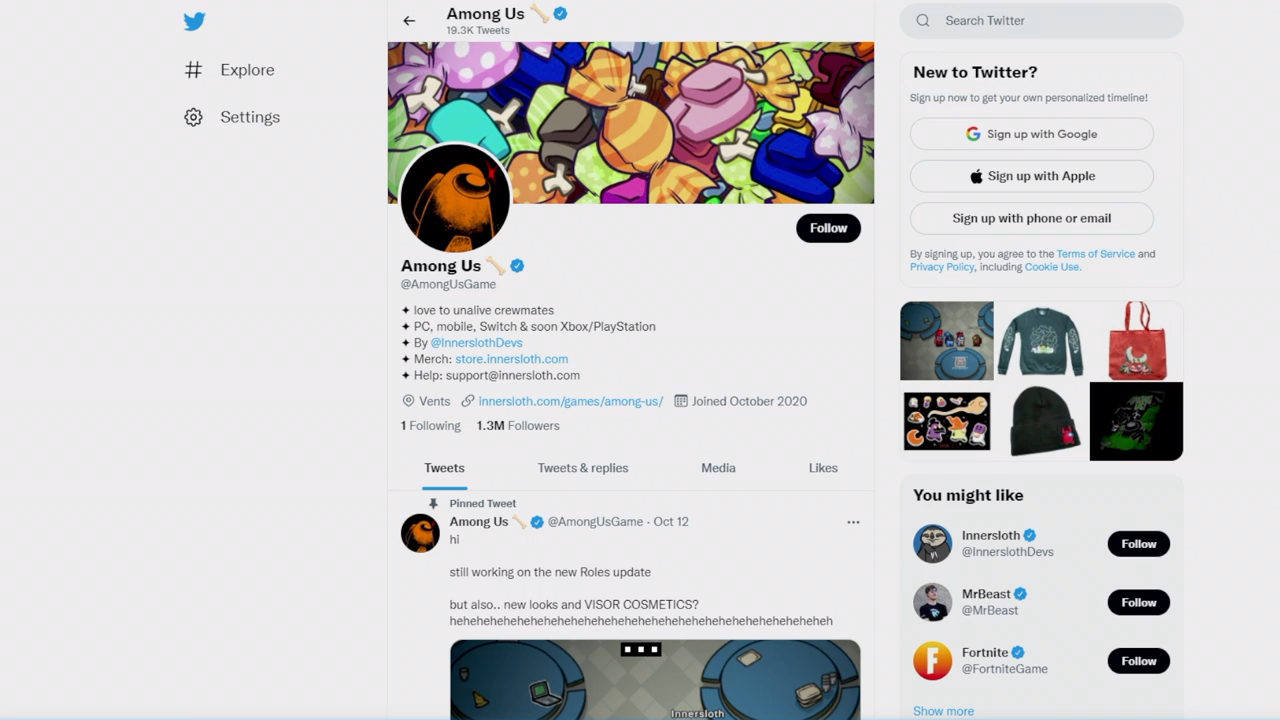 Among Us 🦴
19.3K Tweets
Explore
Settings
Follow
Among Us 🦴
@AmongUsGame
✦ love to unalive crewmates
✦ PC, mobile, Switch & soon Xbox/PlayStation
✦ By @InnerslothDevs
✦ Merch: store.innersloth.com
✦ Help: support@innersloth.com
Vents innersloth.com/games/among-us/ Joined October 2020
1 Following 1.3M Followers
Tweets Tweets & replies Media Likes
Pinned Tweet
Among Us 🦴 @AmongUsGame · Oct 12
hi
still working on the new Roles update
but also.. new looks and VISOR COSMETICS?
hehehehehehehehehehehehehehehehehehehehehehehehehehehehe
Innersloth
Search Twitter
New to Twitter?
Sign up now to get your own personalized timeline!
Sign up with Google
Sign up with Apple
Sign up with phone or email
By signing up, you agree to the Terms of Service and
Privacy Policy, including Cookie Use.
You might like
Innersloth
@InnerslothDevs
Follow
MrBeast
@MrBeast
Follow
Fortnite
@FortniteGame
Follow
Show more